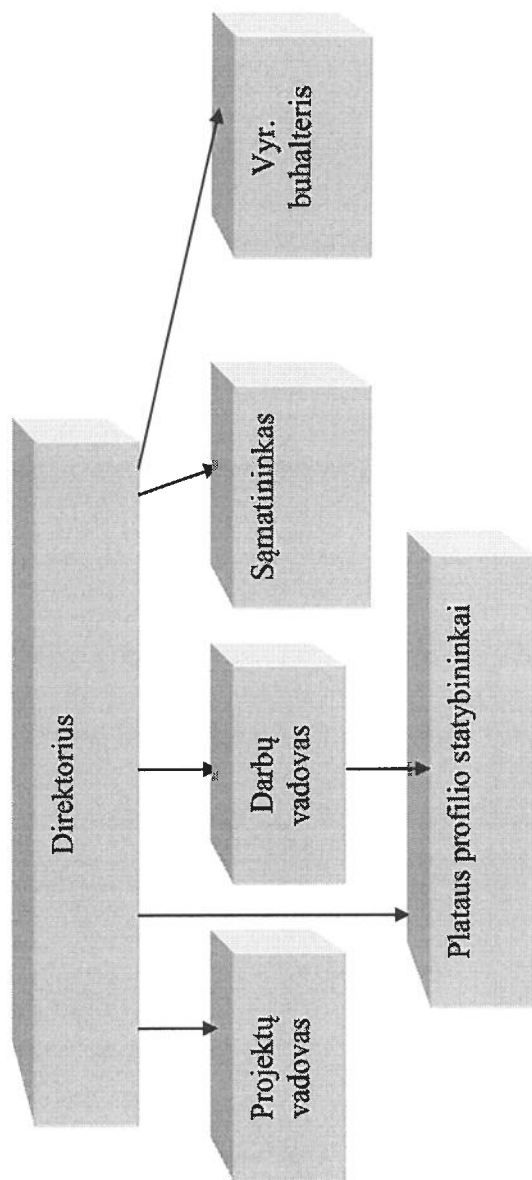 Direktorius
Projektų
vadovas
Darbų
vadovas
Sąmatininkas
Vyr.
buhalteris
Plataus profilio statybininkai